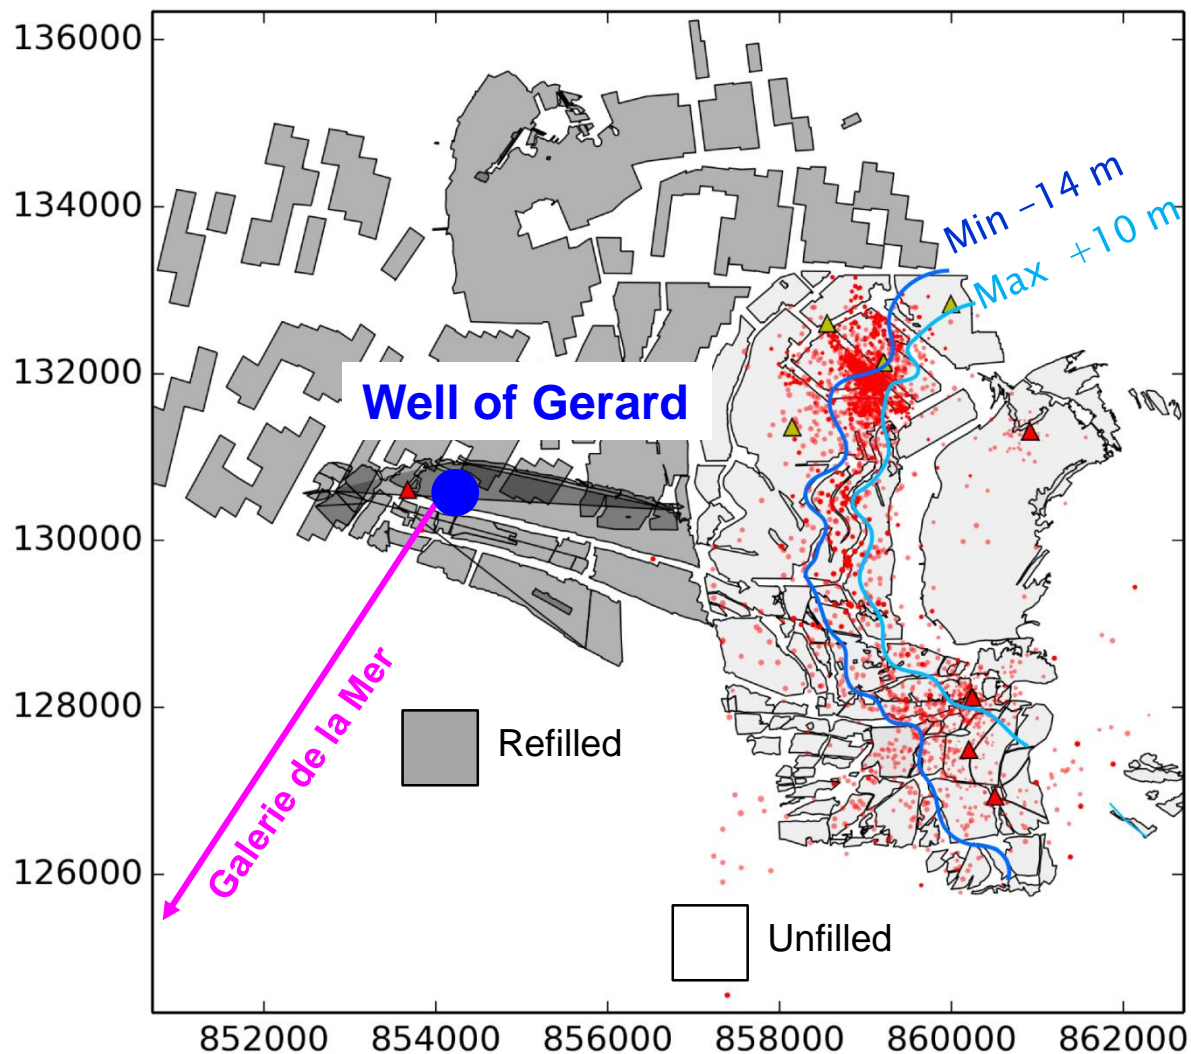 136000
134000
132000
130000
128000
126000
Min –14 m
Max +10 m
Well of Gerard
Galerie de la Mer
Refilled
Unfilled
852000 854000 856000 858000 860000 862000